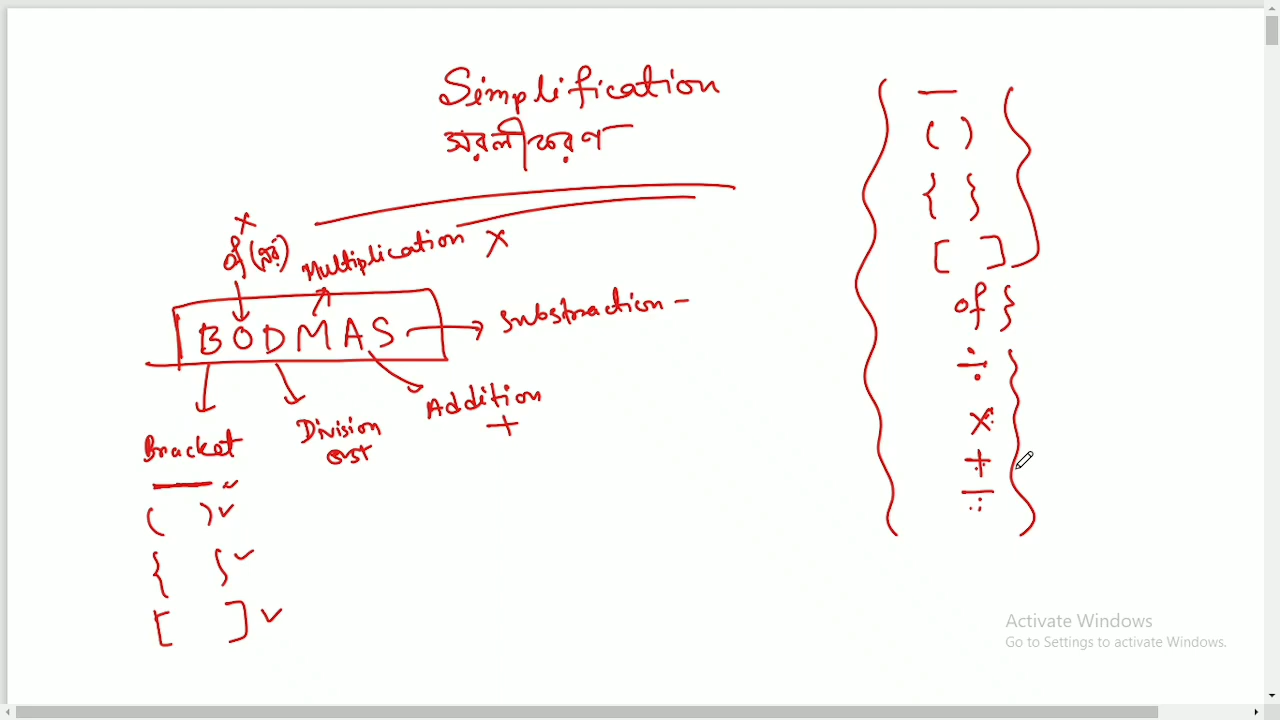 Simplification
সরলীকরণ
×
of (এর)
Multiplication ×
BODMAS
Substraction -
Addition
+
Division
ভাগ
Bracket
( )
{ }
[ ]
—
( )
{ }
[ ]
of }
÷
×
+
-
Activate Windows
Go to Settings to activate Windows.